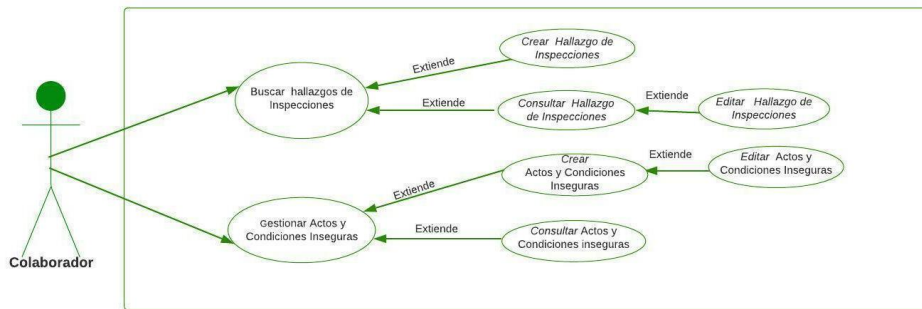 Crear Hallazgo de
Inspecciones
Extiende
Buscar hallazgos de
Inspecciones
Extiende
Consultar Hallazgo
de Inspecciones
Extiende
Editar Hallazgo de
Inspecciones
Crear
Actos y Condiciones
Inseguras
Extiende
Editar Actos y
Condiciones Inseguras
Extiende
Gestionar Actos y
Condiciones Inseguras
Extiende
Consultar Actos y
Condiciones inseguras
Colaborador